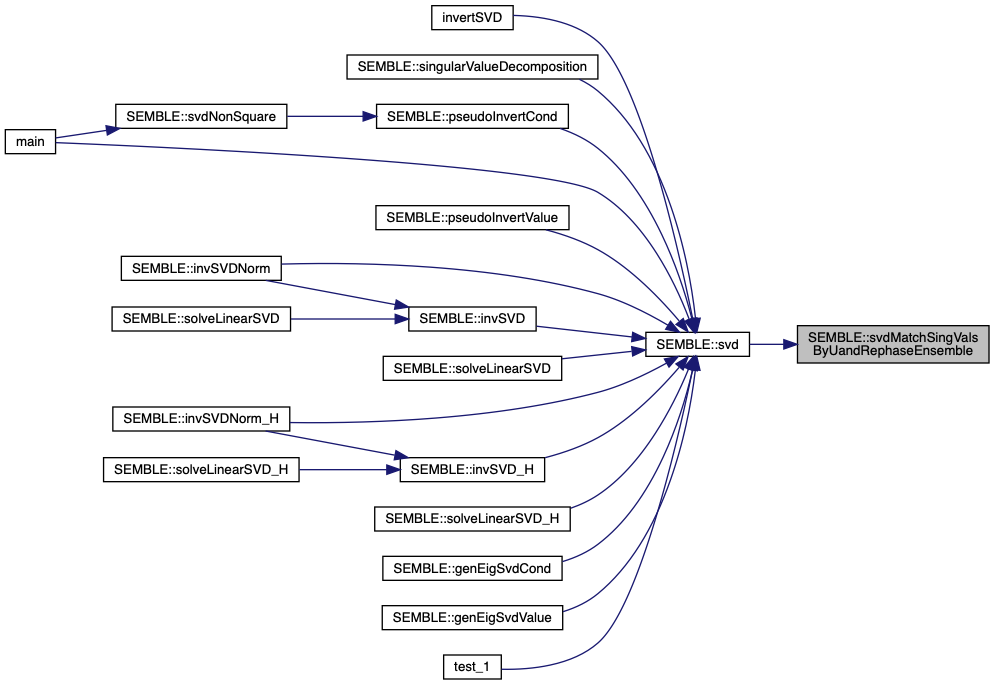 invertSVD
SEMBLE::singularValueDecomposition
SEMBLE::svdNonSquare
SEMBLE::pseudoInvertCond
main
SEMBLE::pseudoInvertValue
SEMBLE::invSVDNorm
SEMBLE::solveLinearSVD
SEMBLE::invSVD
SEMBLE::svd
SEMBLE::svdMatchSingVals
ByUandRephaseEnsemble
SEMBLE::solveLinearSVD
SEMBLE::invSVDNorm_H
SEMBLE::solveLinearSVD_H
SEMBLE::invSVD_H
SEMBLE::solveLinearSVD_H
SEMBLE::genEigSvdCond
SEMBLE::genEigSvdValue
test_1